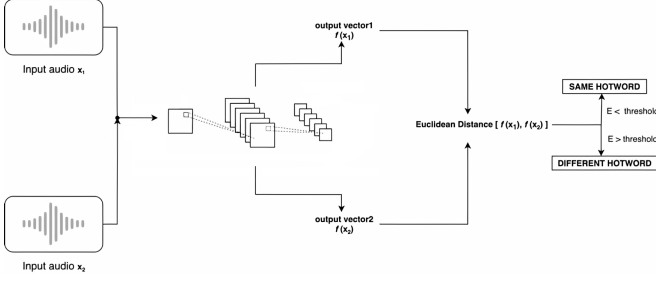 Input audio x₁
output vector1
f (x₁)
Euclidean Distance [ f (x₁), f (x₂) ]
SAME HOTWORD
E < threshold
E > threshold
DIFFERENT HOTWORD
output vector2
f (x₂)
Input audio x₂